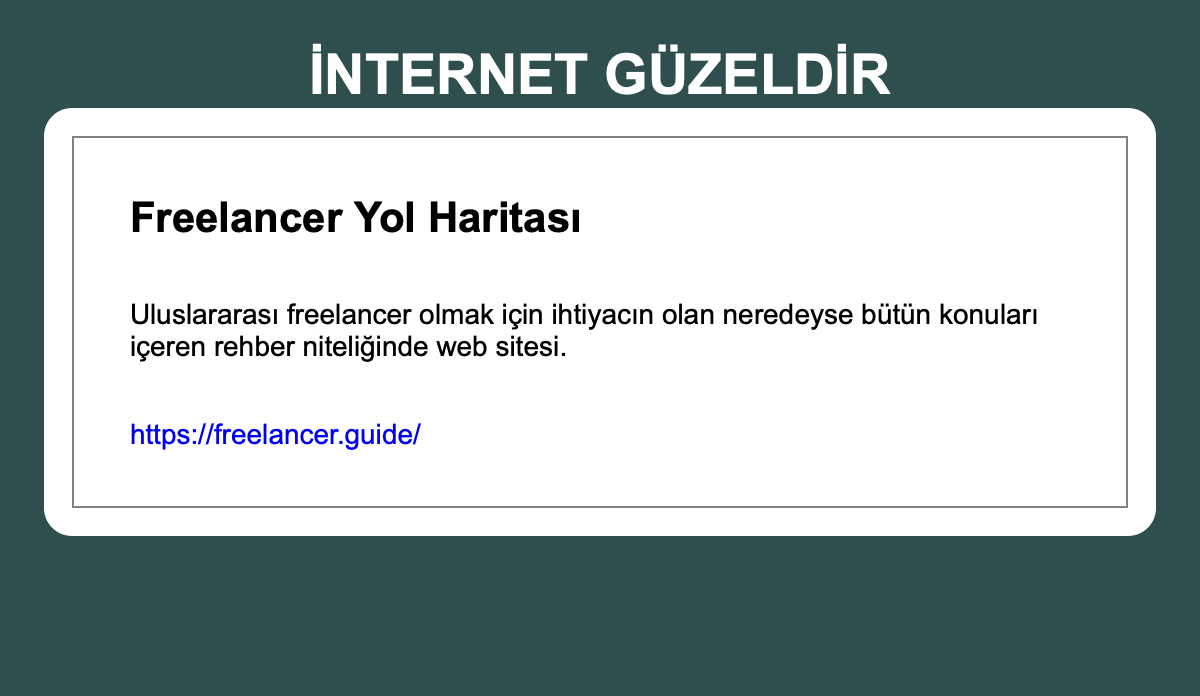 İNTERNET GÜZELDİR
Freelancer Yol Haritası
Uluslararası freelancer olmak için ihtiyacın olan neredeyse bütün konuları
içeren rehber niteliğinde web sitesi.
https://freelancer.guide/